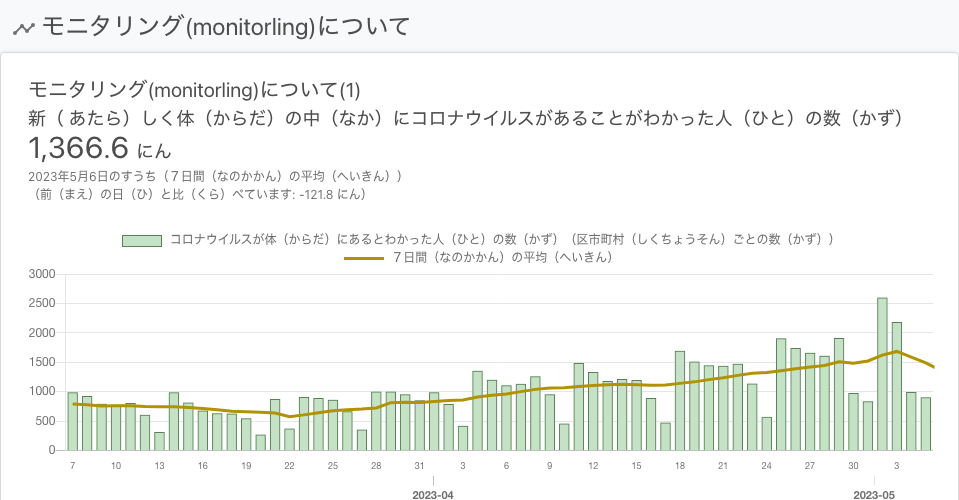 モニタリング(monitorling)について
モニタリング(monitorling)について(1)
新（ あたら）しく体（からだ）の中（なか）にコロナウイルスがあることがわかった人（ひと）の数（かず）
1,366.6 にん
2023年5月6日のすうち（７日間（なのかかん）の平均（へいきん））
（前（まえ）の日（ひ）と比（くら）べています: -121.8 にん）
コロナウイルスが体（からだ）にあるとわかった人（ひと）の数（かず）（区市町村（しくちょうそん）ごとの数（かず））
７日間（なのかかん）の平均（へいきん）
3000
2500
2000
1500
1000
500
0
7 10 13 16 19 22 25 28 31 3 6 9 12 15 18 21 24 27 30 3
2023-04 2023-05